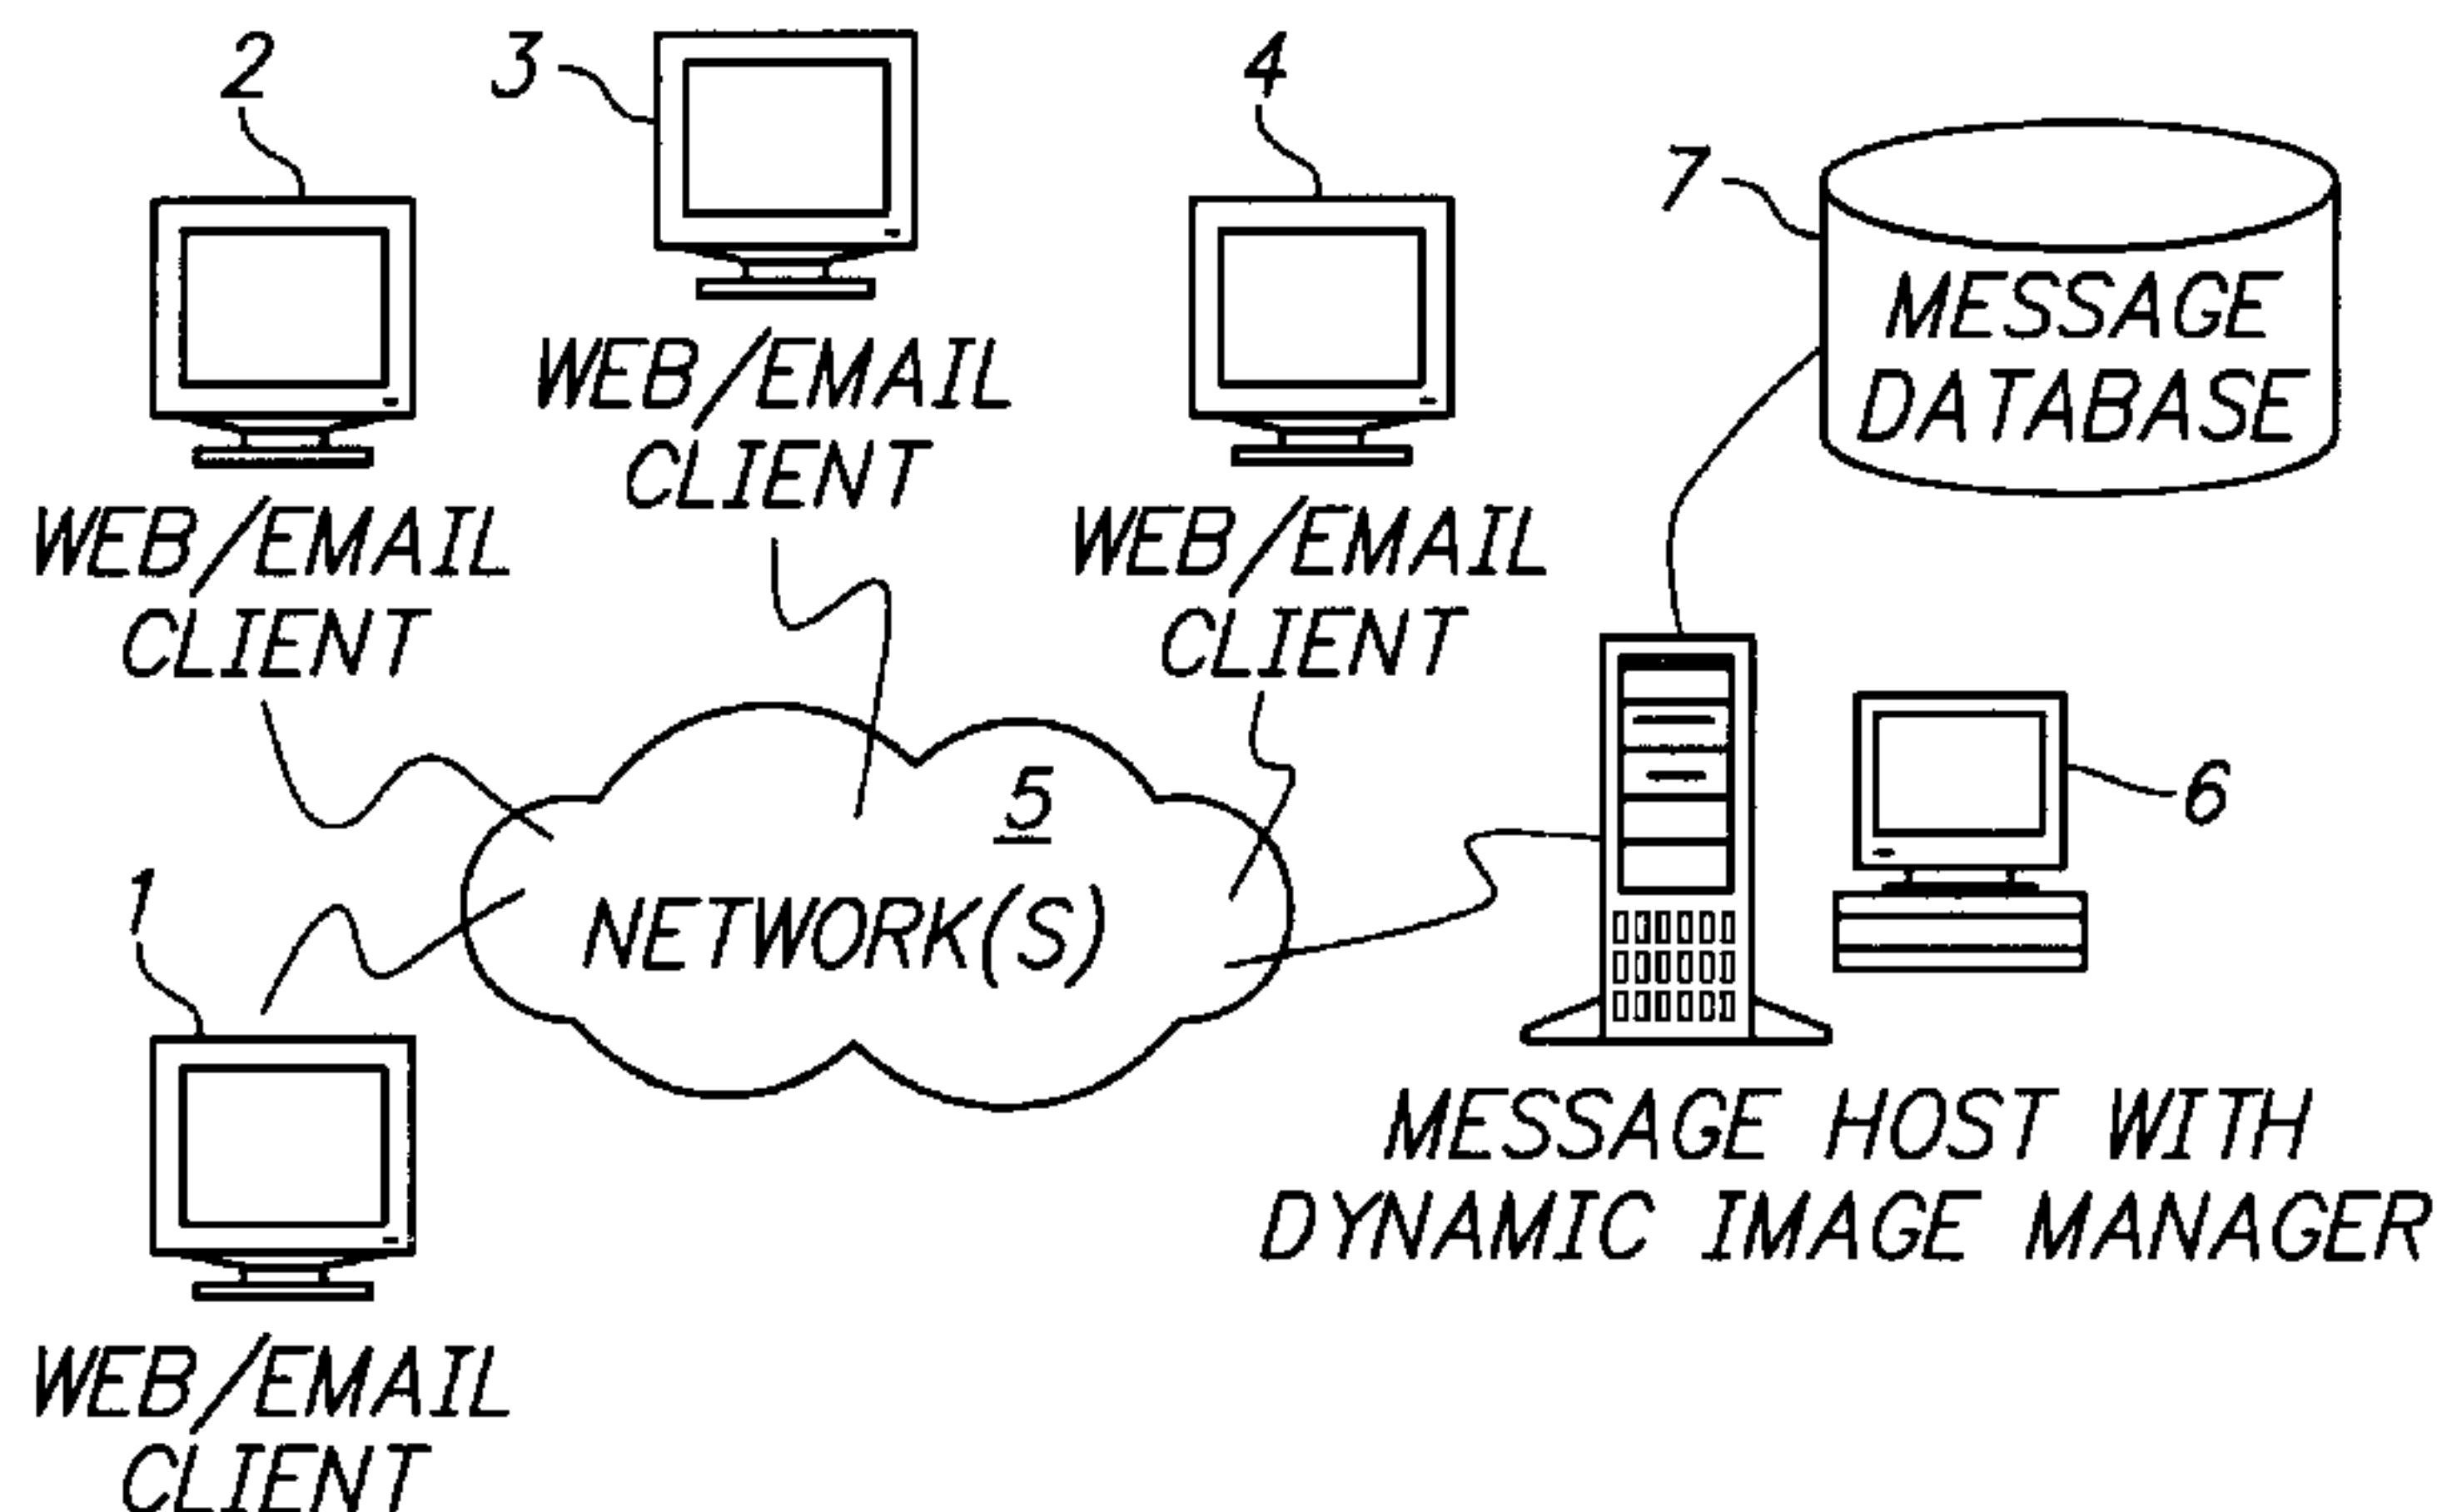 2
3
4
7
MESSAGE
DATABASE
WEB/EMAIL
CLIENT
WEB/EMAIL
CLIENT
WEB/EMAIL
CLIENT
5
NETWORK(S)
6
1
MESSAGE HOST WITH
DYNAMIC IMAGE MANAGER
WEB/EMAIL
CLIENT